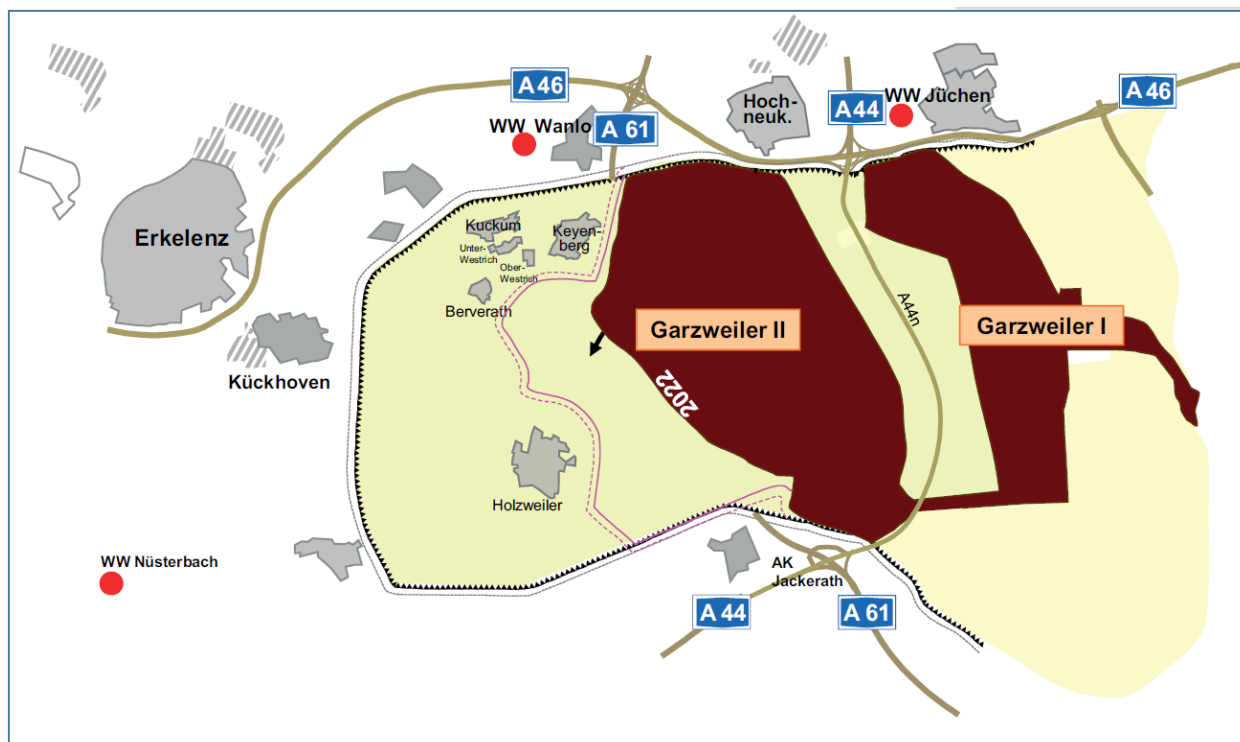 A 46
A 46
Hoch-
neuk.
A 44
WW Jüchen
WW Wanlo
A 61
Erkelenz
Kuckum
Keyen-
berg
Unter-
Westrich
Ober-
Westrich
Berverath
A44n
Garzweiler II
Garzweiler I
Kückhoven
2022
Holzweiler
WW Nüsterbach
AK
Jackerath
A 44
A 61